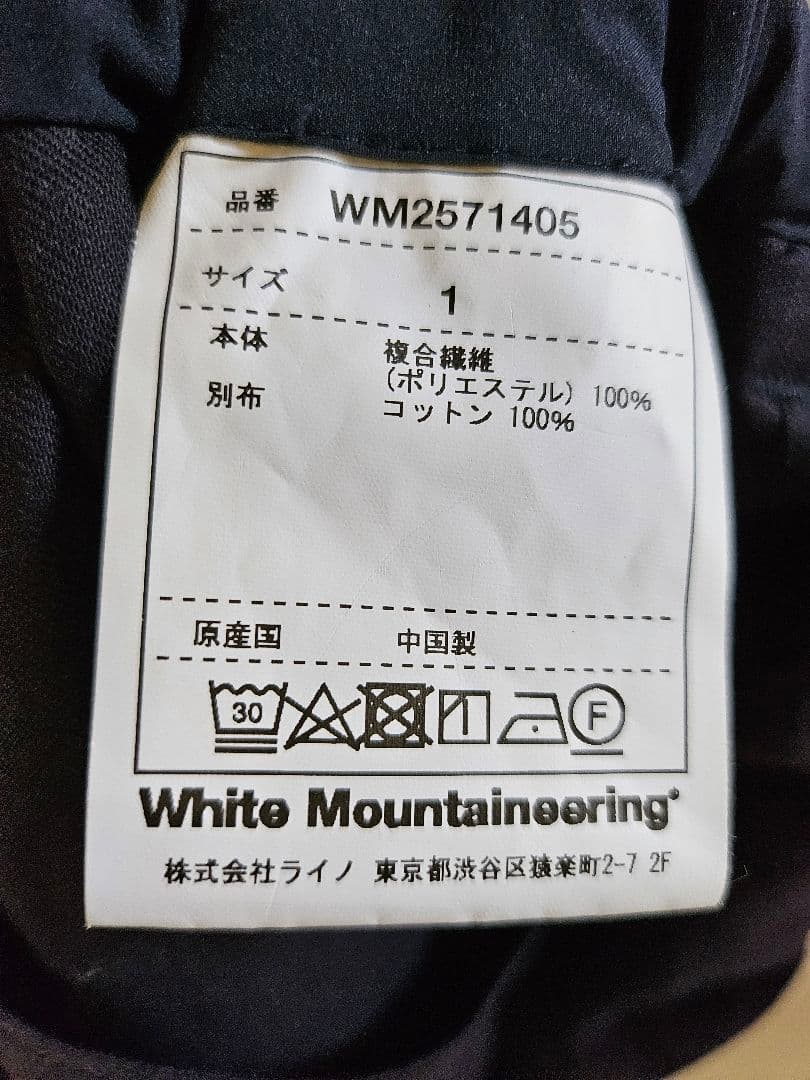 品番 WM2571405
サイズ 1
本体 複合繊維
(ポリエステル) 100%
別布 コットン 100%
原産国 中国製
30 F
White Mountaineering
株式会社ライノ 東京都渋谷区猿楽町2-7 2F